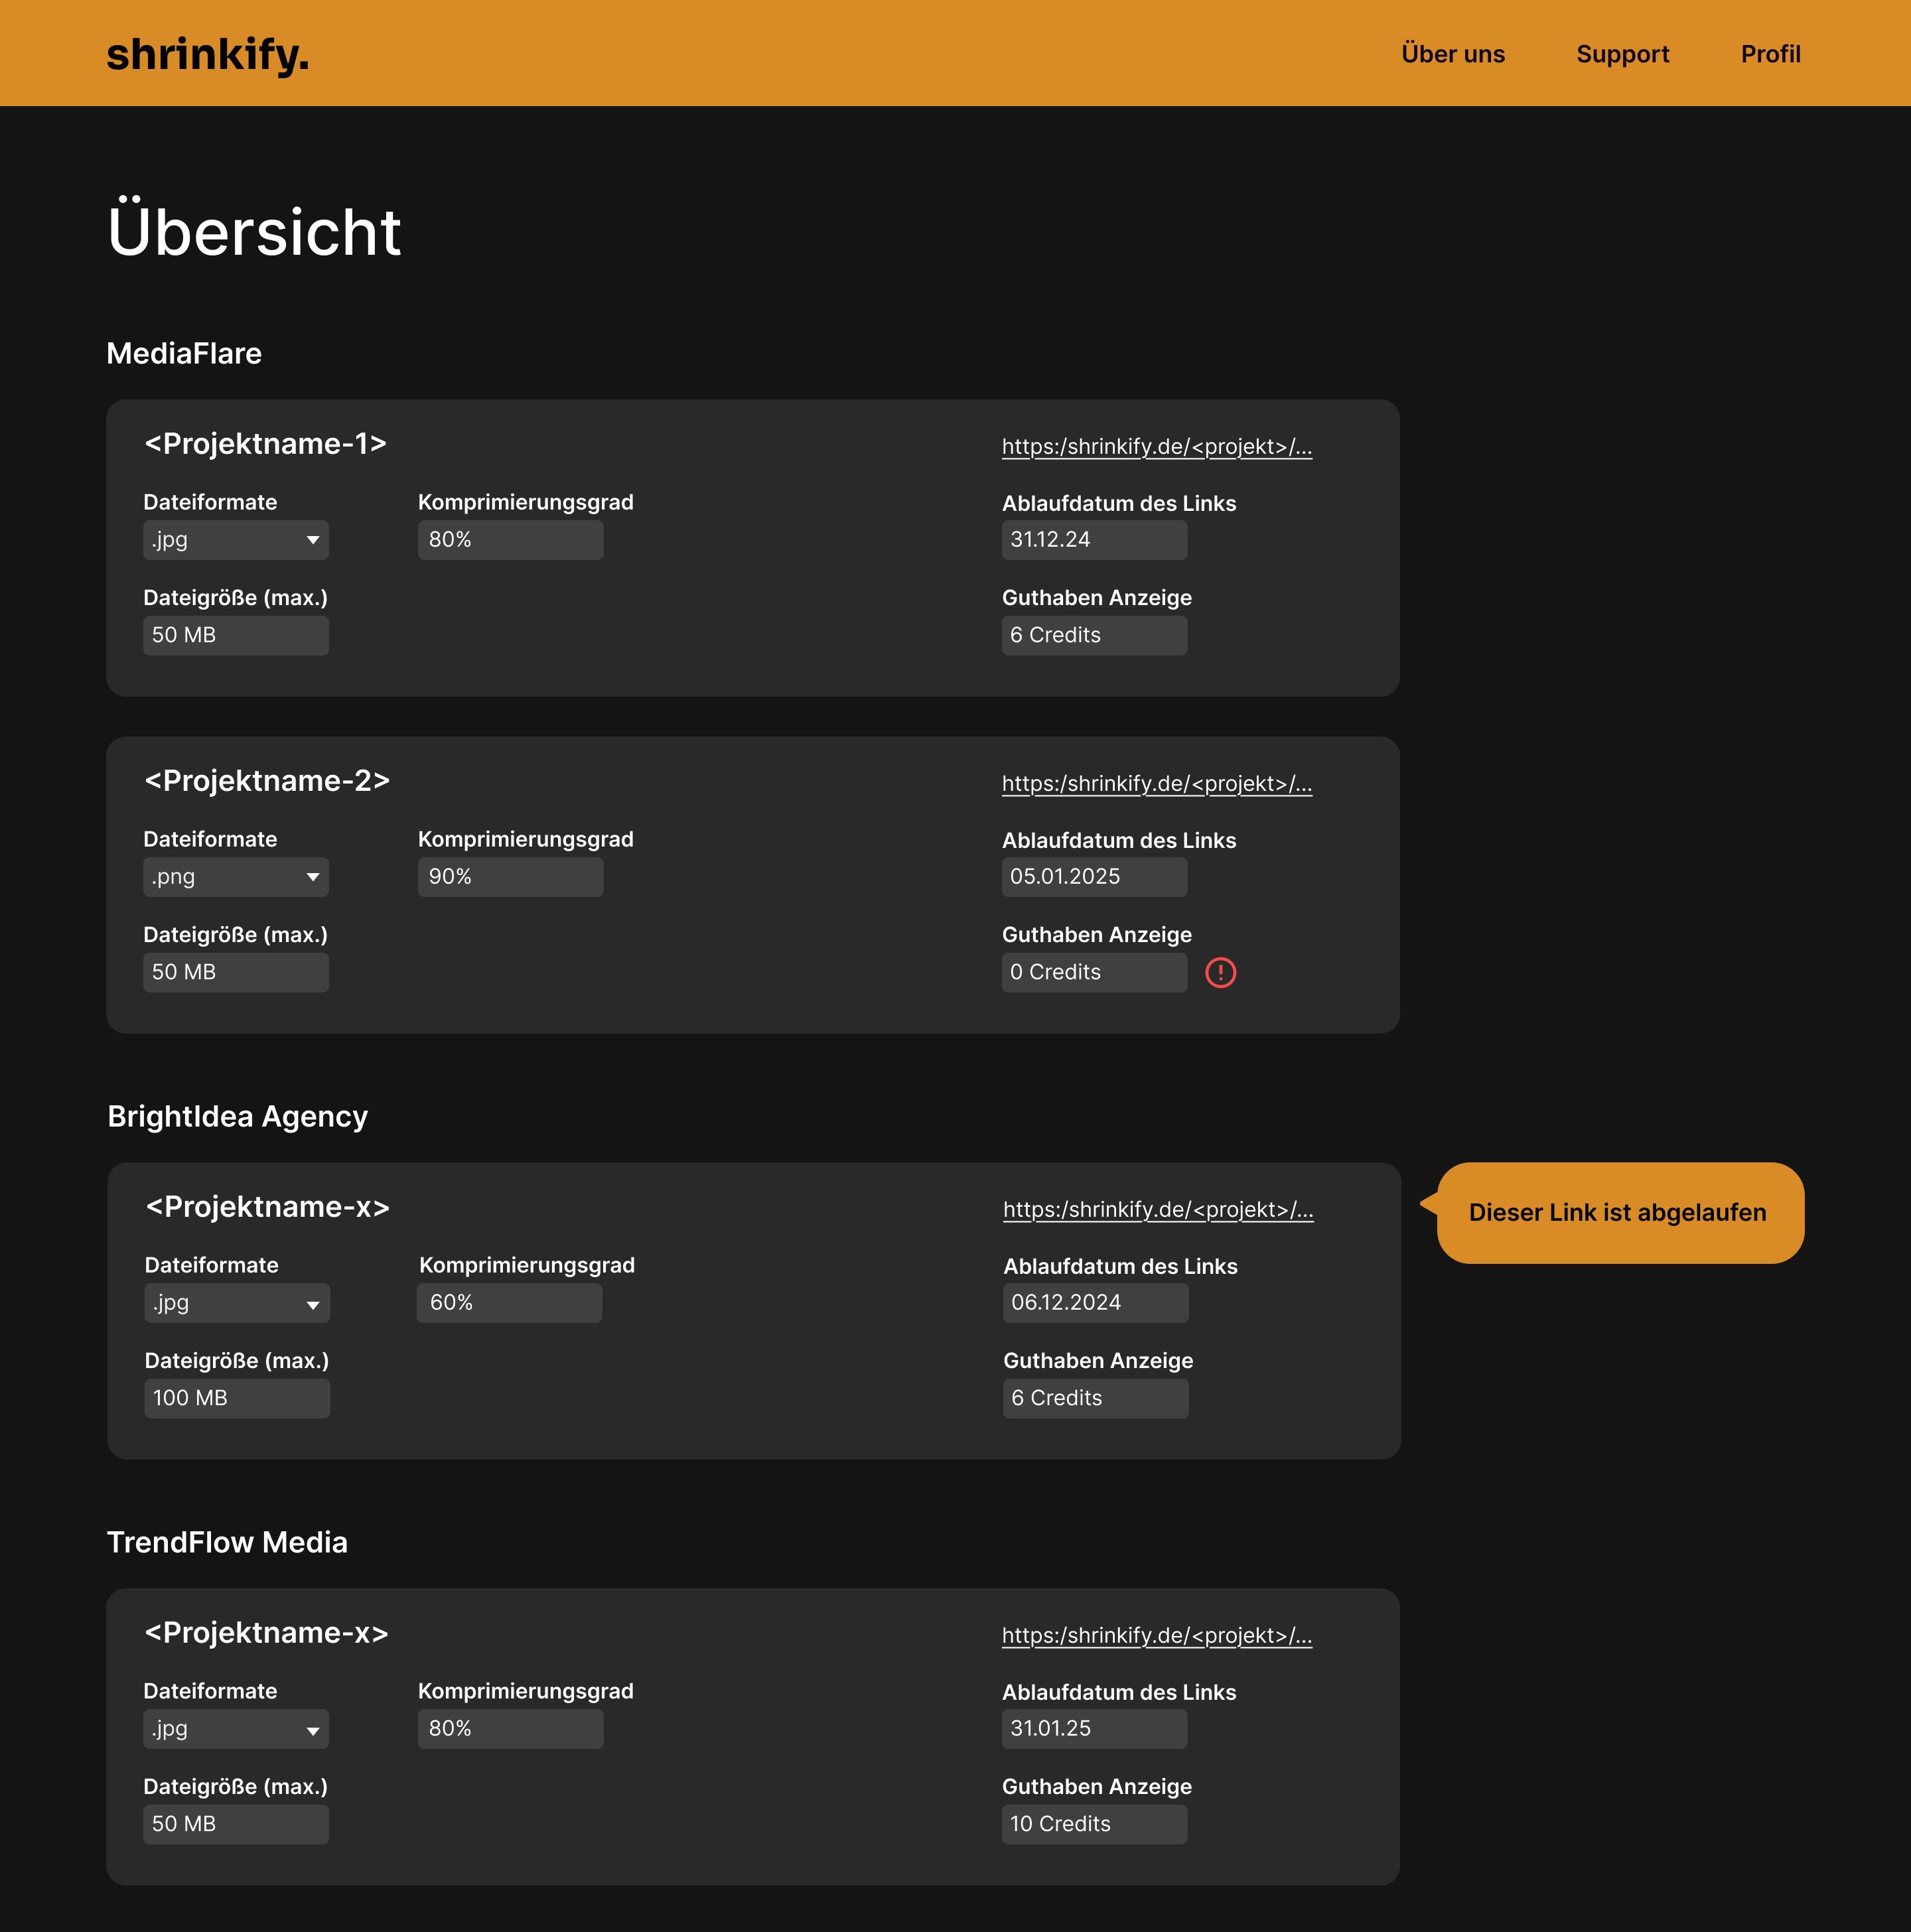 shrinkify.
Über uns
Support
Profil
Übersicht
MediaFlare
<Projektname-1>
https:/shrinkify.de/<projekt>/...
Dateiformate
Komprimierungsgrad
Ablaufdatum des Links
.jpg
80%
31.12.24
Dateigröße (max.)
Guthaben Anzeige
50 MB
6 Credits
<Projektname-2>
https:/shrinkify.de/<projekt>/...
Dateiformate
Komprimierungsgrad
Ablaufdatum des Links
.png
90%
05.01.2025
Dateigröße (max.)
Guthaben Anzeige
50 MB
0 Credits
BrightIdea Agency
<Projektname-x>
https:/shrinkify.de/<projekt>/...
Dieser Link ist abgelaufen
Dateiformate
Komprimierungsgrad
Ablaufdatum des Links
.jpg
60%
06.12.2024
Dateigröße (max.)
Guthaben Anzeige
100 MB
6 Credits
TrendFlow Media
<Projektname-x>
https:/shrinkify.de/<projekt>/...
Dateiformate
Komprimierungsgrad
Ablaufdatum des Links
.jpg
80%
31.01.25
Dateigröße (max.)
Guthaben Anzeige
50 MB
10 Credits